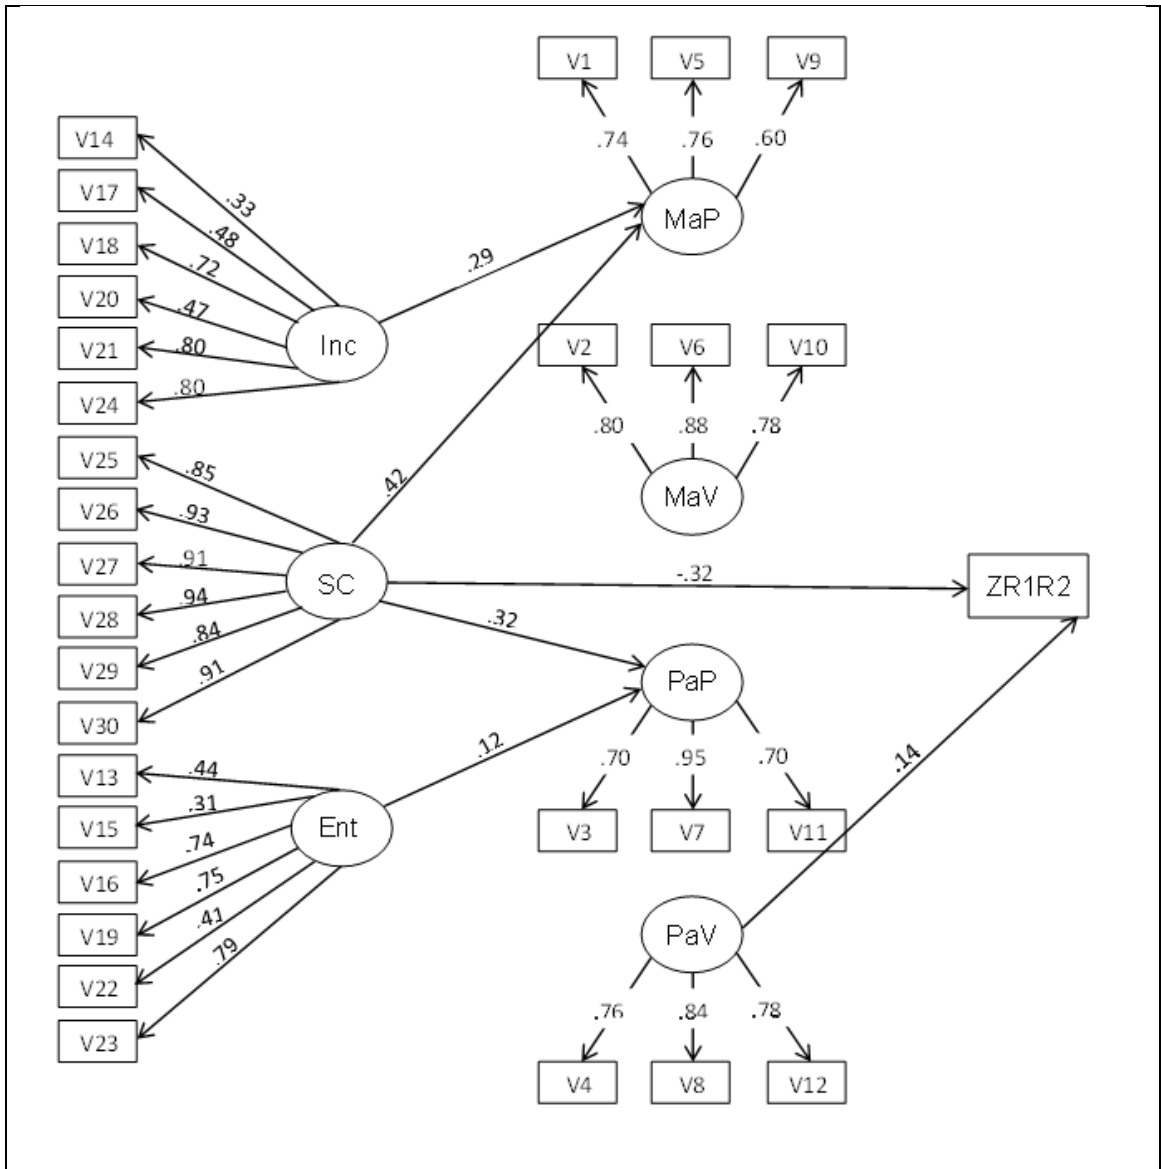 V1 V5 V9
.74 .76 .60
MaP
V14
V17
V18
V20
V21
V24
.33
.48
.72
.47
.80
.80
Inc
.29
.42
V2 V6 V10
.80 .88 .78
MaV
V25
V26
V27
V28
V29
V30
.85
.93
.91
.94
.84
.91
SC
-.32
ZR1R2
.32
PaP
.12
.70 .95 .70
V3 V7 V11
.14
V13
V15
V16
V19
V22
V23
.44
.31
.74
.75
.41
.79
Ent
PaV
.76 .84 .78
V4 V8 V12